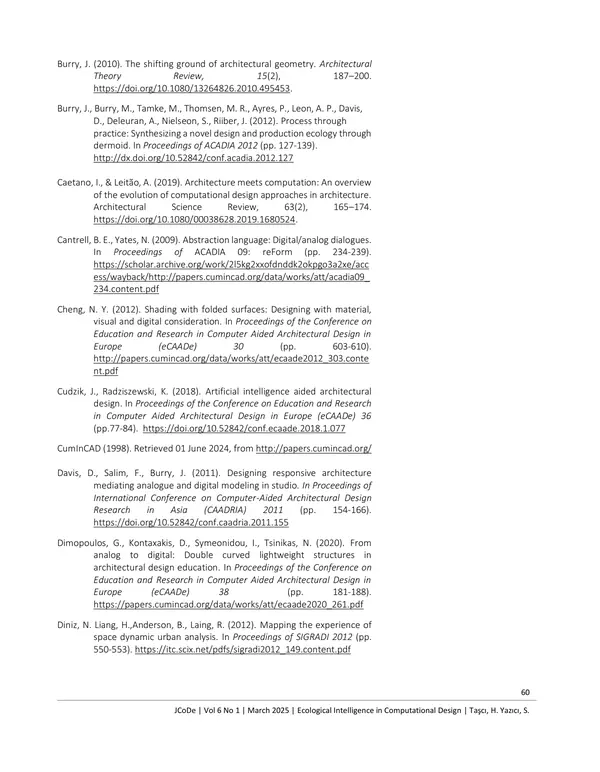 Burry, J. (2010). The shifting ground of architectural geometry. Architectural
Theory Review, 15(2), 187–200.
https://doi.org/10.1080/13264826.2010.495453.
Burry, J., Burry, M., Tamke, M., Thomsen, M. R., Ayres, P., Leon, A. P., Davis,
D., Deleuran, A., Nielseon, S., Riiber, J. (2012). Process through
practice: Synthesizing a novel design and production ecology through
dermoid. In Proceedings of ACADIA 2012 (pp. 127-139).
http://dx.doi.org/10.52842/conf.acadia.2012.127
Caetano, I., & Leitão, A. (2019). Architecture meets computation: An overview
of the evolution of computational design approaches in architecture.
Architectural Science Review, 63(2), 165–174.
https://doi.org/10.1080/00038628.2019.1680524.
Cantrell, B. E., Yates, N. (2009). Abstraction language: Digital/analog dialogues.
In Proceedings of ACADIA 09: reForm (pp. 234-239).
https://scholar.archive.org/work/2l5kg2xxofdnddk2okpgo3a2xe/acc
ess/wayback/http://papers.cumincad.org/data/works/att/acadia09_
234.content.pdf
Cheng, N. Y. (2012). Shading with folded surfaces: Designing with material,
visual and digital consideration. In Proceedings of the Conference on
Education and Research in Computer Aided Architectural Design in
Europe (eCAADe) 30 (pp. 603-610).
http://papers.cumincad.org/data/works/att/ecaade2012_303.conte
nt.pdf
Cudzik, J., Radziszewski, K. (2018). Artificial intelligence aided architectural
design. In Proceedings of the Conference on Education and Research
in Computer Aided Architectural Design in Europe (eCAADe) 36
(pp.77-84). https://doi.org/10.52842/conf.ecaade.2018.1.077
CumInCAD (1998). Retrieved 01 June 2024, from http://papers.cumincad.org/
Davis, D., Salim, F., Burry, J. (2011). Designing responsive architecture
mediating analogue and digital modeling in studio. In Proceedings of
International Conference on Computer-Aided Architectural Design
Research in Asia (CAADRIA) 2011 (pp. 154-166).
https://doi.org/10.52842/conf.caadria.2011.155
Dimopoulos, G., Kontaxakis, D., Symeonidou, I., Tsinikas, N. (2020). From
analog to digital: Double curved lightweight structures in
architectural design education. In Proceedings of the Conference on
Education and Research in Computer Aided Architectural Design in
Europe (eCAADe) 38 (pp. 181-188).
https://papers.cumincad.org/data/works/att/ecaade2020_261.pdf
Diniz, N. Liang, H.,Anderson, B., Laing, R. (2012). Mapping the experience of
space dynamic urban analysis. In Proceedings of SIGRADI 2012 (pp.
550-553). https://itc.scix.net/pdfs/sigradi2012_149.content.pdf
60
JCoDe | Vol 6 No 1 | March 2025 | Ecological Intelligence in Computational Design | Taşçı, H. Yazıcı, S.